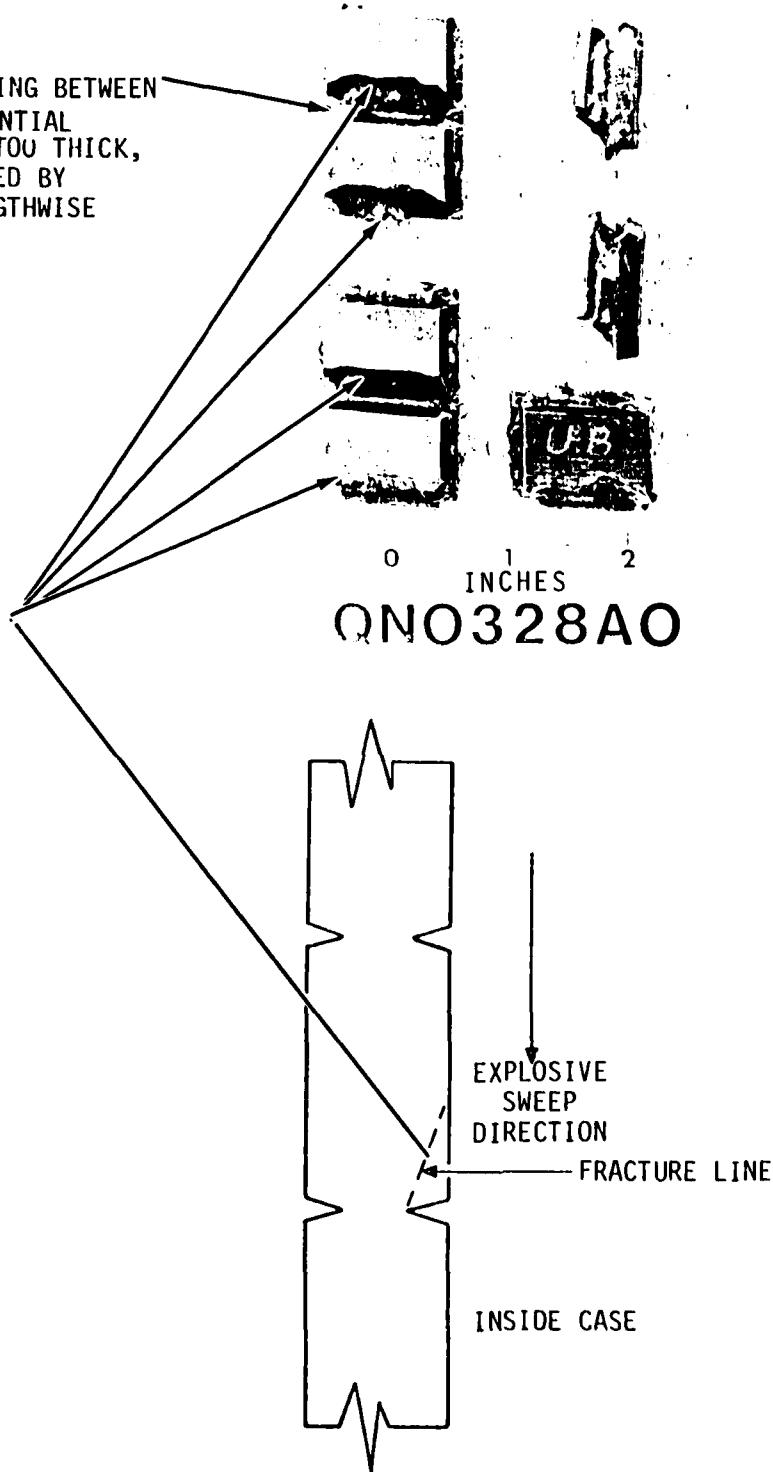 ING BETWEEN
NTIAL
TOU THICK,
ED BY
GTHWISE
UB
0 1 2
INCHES
QN0328A0
EXPLOSIVE
SWEEP
DIRECTION
FRACTURE LINE
INSIDE CASE